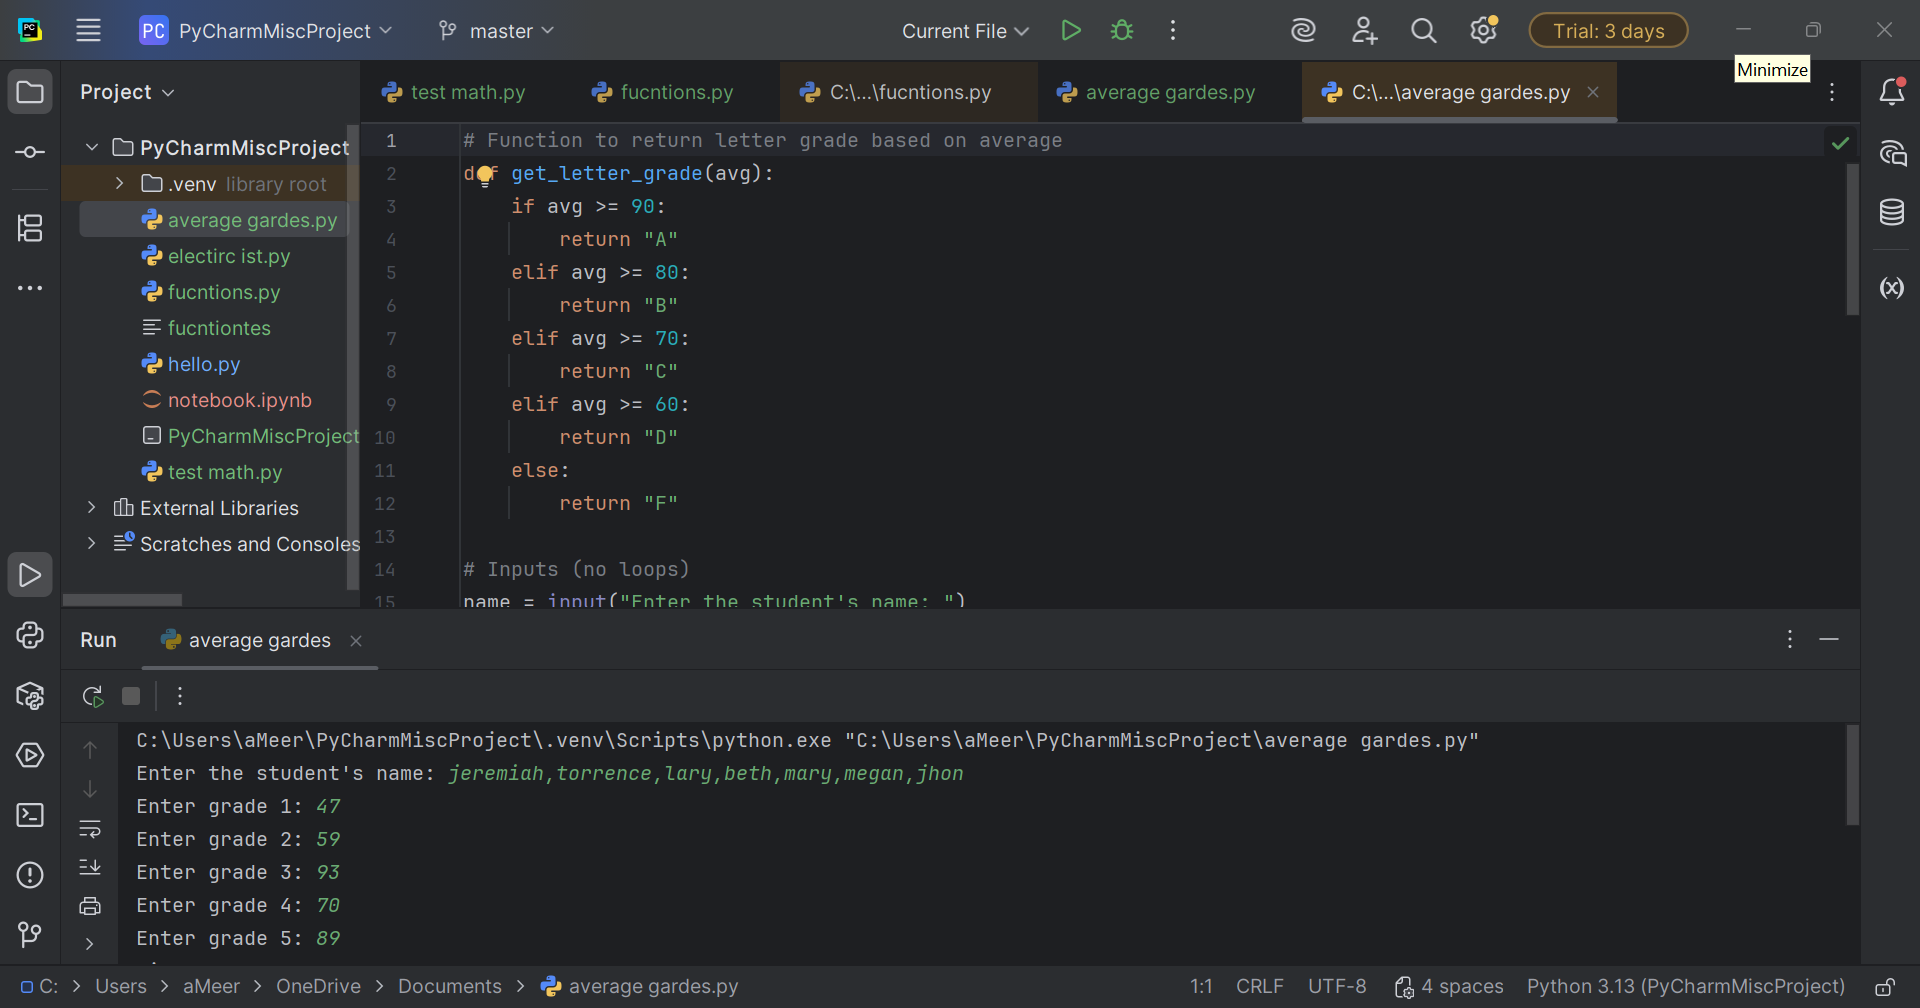 PC PyCharmMiscProject master Current File Trial: 3 days
Minimize
Project
test math.py fucntions.py C:\...\fucntions.py average gardes.py C:\...\average gardes.py
PyCharmMiscProject
.venv library root
average gardes.py
electirc ist.py
fucntions.py
fucntiontes
hello.py
notebook.ipynb
PyCharmMiscProject
test math.py
External Libraries
Scratches and Consoles
1 # Function to return letter grade based on average
2 def get_letter_grade(avg):
3 if avg >= 90:
4 return "A"
5 elif avg >= 80:
6 return "B"
7 elif avg >= 70:
8 return "C"
9 elif avg >= 60:
10 return "D"
11 else:
12 return "F"
13
14 # Inputs (no loops)
15 name = input("Enter the student's name: ")
Run average gardes
C:\Users\aMeer\PyCharmMiscProject\.venv\Scripts\python.exe "C:\Users\aMeer\PyCharmMiscProject\average gardes.py"
Enter the student's name: jeremiah,torrence,lary,beth,mary,megan,jhon
Enter grade 1: 47
Enter grade 2: 59
Enter grade 3: 93
Enter grade 4: 70
Enter grade 5: 89
C: > Users > aMeer > OneDrive > Documents > average gardes.py 1:1 CRLF UTF-8 4 spaces Python 3.13 (PyCharmMiscProject)